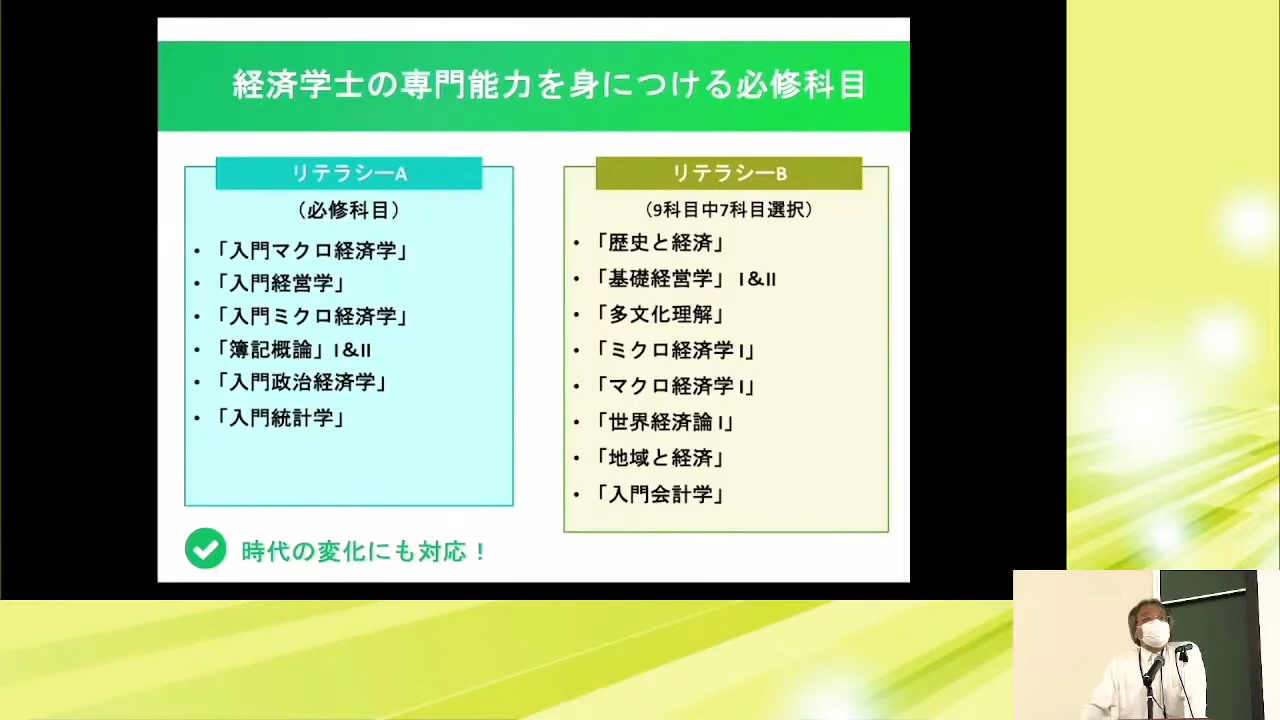 経済学士の専門能力を身につける必修科目
リテラシーA
（必修科目）
・「入門マクロ経済学」
・「入門経営学」
・「入門ミクロ経済学」
・「簿記概論」I＆II
・「入門政治経済学」
・「入門統計学」
リテラシーB
（9科目中7科目選択）
・「歴史と経済」
・「基礎経営学」I＆II
・「多文化理解」
・「ミクロ経済学I」
・「マクロ経済学I」
・「世界経済論I」
・「地域と経済」
・「入門会計学」
時代の変化にも対応！